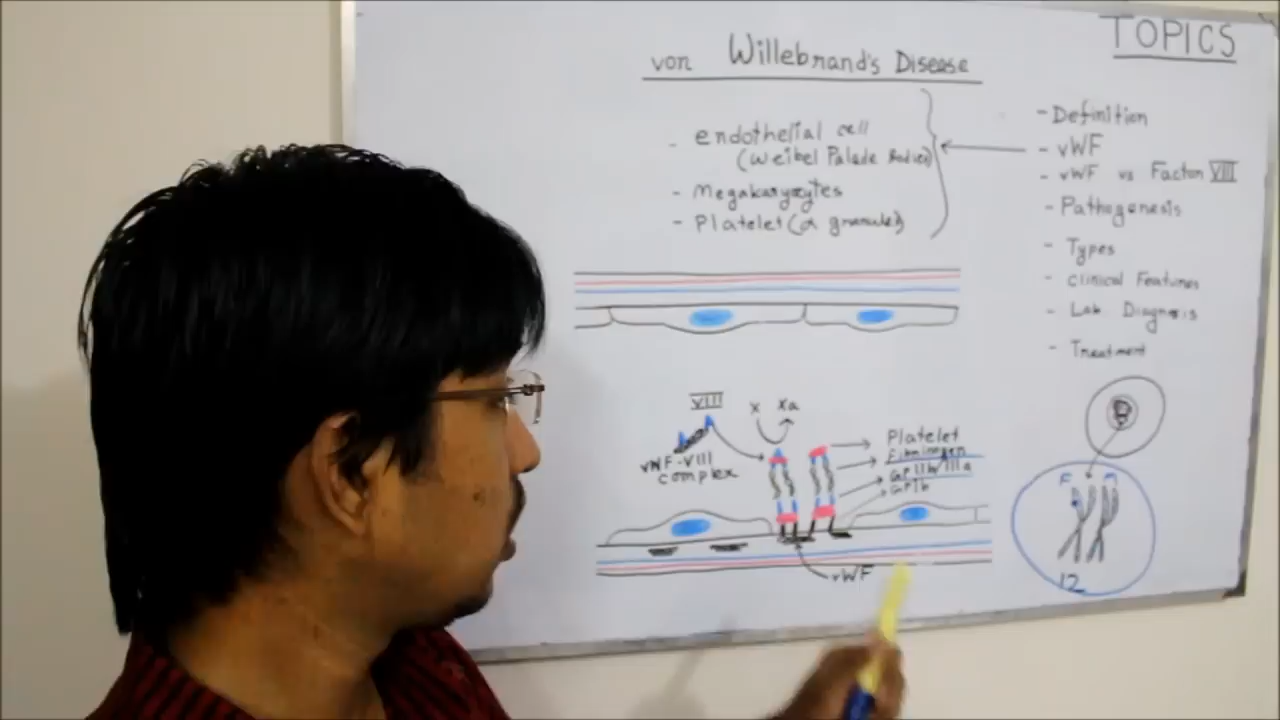 TOPICS
von Willebrand's Disease
- endothelial cell
(Weibel Palade Bodies)
- Megakaryocytes
- Platelet (α granules)
- Definition
- vWF
- vWF vs Factor VIII
- Pathogenesis
- Types
- clinical Features
- Lab. Diagnosis
- Treatment
VIII
X
Xa
vWF-VIII
complex
Platelet
Fibrinogen
GPIIb/IIIa
GPIb
vWF
12